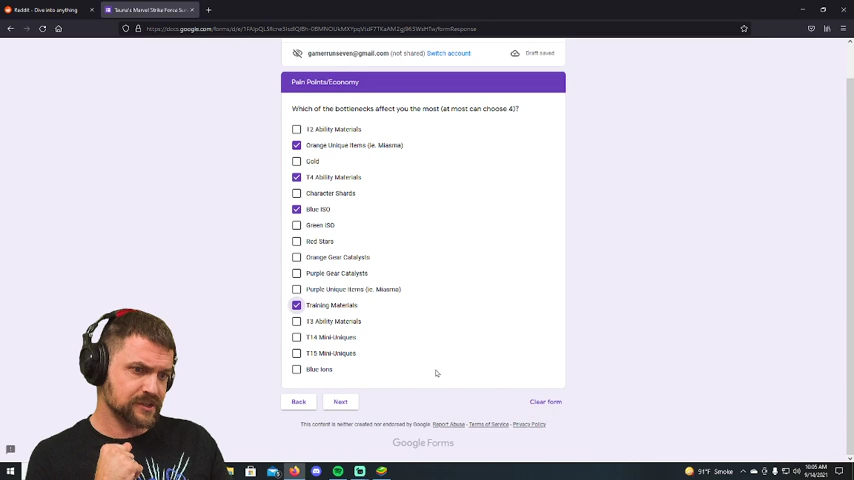 Reddit - Dive into anything
Tauna's Marvel Strike Force Sur
gamerrunseven@gmail.com (not shared) Switch account
Draft saved
Pain Points/Economy
Which of the bottlenecks affect you the most (at most can choose 4)?
T2 Ability Materials
Orange Unique Items (ie. Miasma)
Gold
T4 Ability Materials
Character Shards
Blue ISO
Green ISO
Red Stars
Orange Gear Catalysts
Purple Gear Catalysts
Purple Unique Items (ie. Miasma)
Training Materials
T3 Ability Materials
T14 Mini-Uniques
T15 Mini-Uniques
Blue Ions
Back Next Clear form
This content is neither created nor endorsed by Google. Report Abuse - Terms of Service - Privacy Policy
Google Forms
91°F Smoke
10:05 AM
9/14/2021